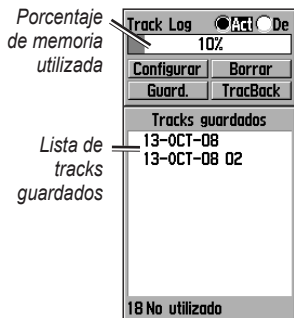 Porcentaje
de memoria
utilizada
Track Log Act De
10%
Configurar Borrar
Guard. TracBack
Tracks guardados
Lista de
tracks
guardados
13-OCT-08
13-OCT-08 02
18 No utilizado